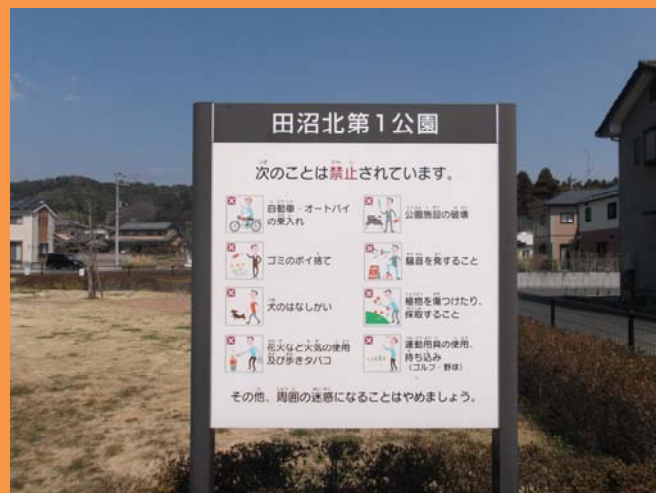 田沼北第1公園
次のことは禁止されています。
自動車・オートバイ
の乗入れ
公園施設の破壊
ゴミのポイ捨て
騒音を発すること
犬のはなしがい
植物を傷つけたり、
採取すること
花火など火気の使用
及び歩きタバコ
運動用具の使用、
持ち込み
(ゴルフ・野球)
その他、周囲の迷惑になることはやめましょう。